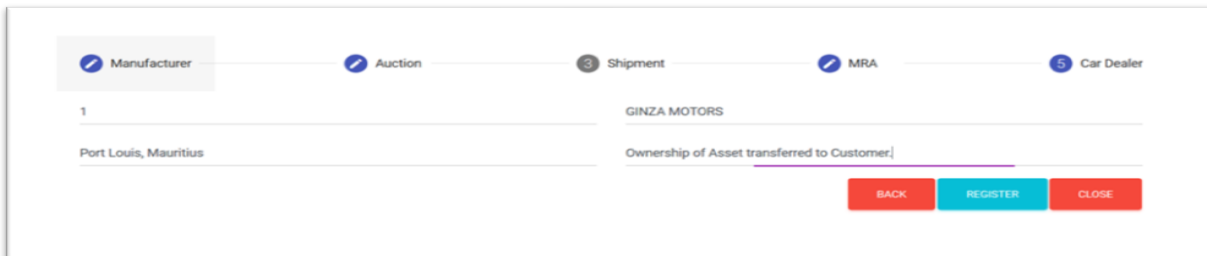 Manufacturer Auction 3 Shipment MRA 5 Car Dealer
1 GINZA MOTORS
Port Louis, Mauritius Ownership of Asset transferred to Customer.
BACK REGISTER CLOSE